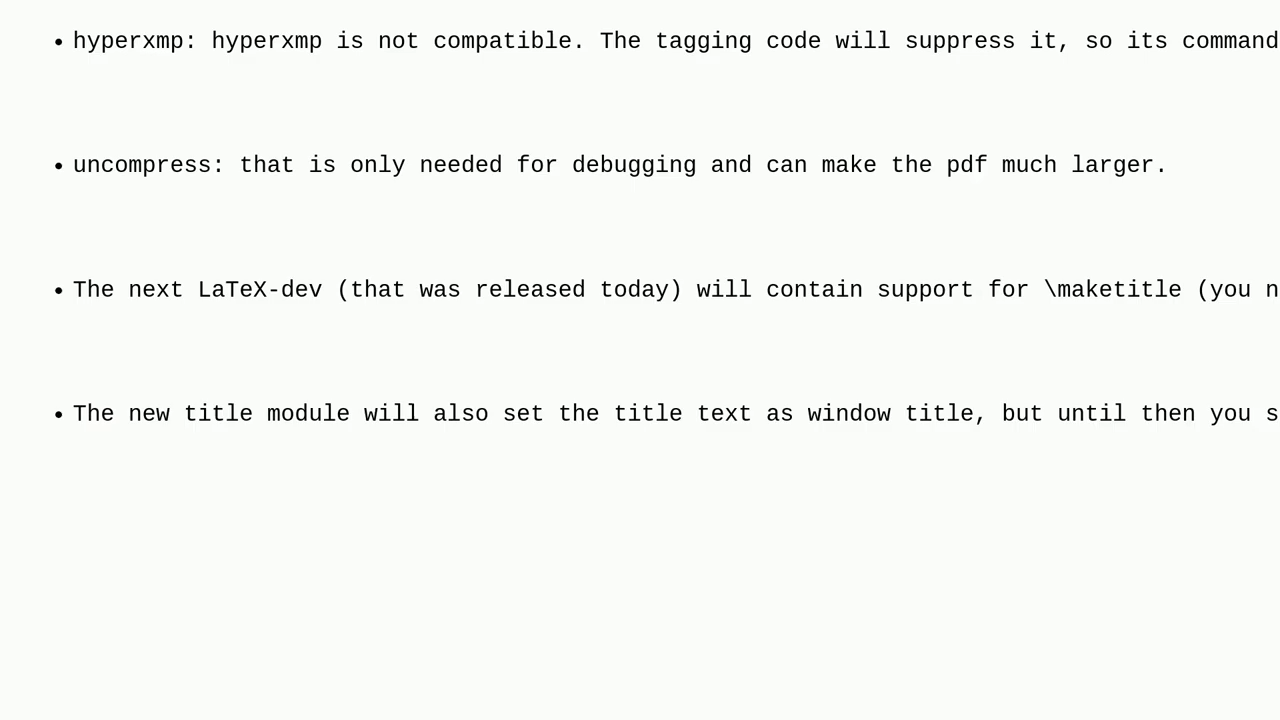 • hyperxmp: hyperxmp is not compatible. The tagging code will suppress it, so its command
• uncompress: that is only needed for debugging and can make the pdf much larger.
• The next LaTeX-dev (that was released today) will contain support for \maketitle (you
• The new title module will also set the title text as window title, but until then you